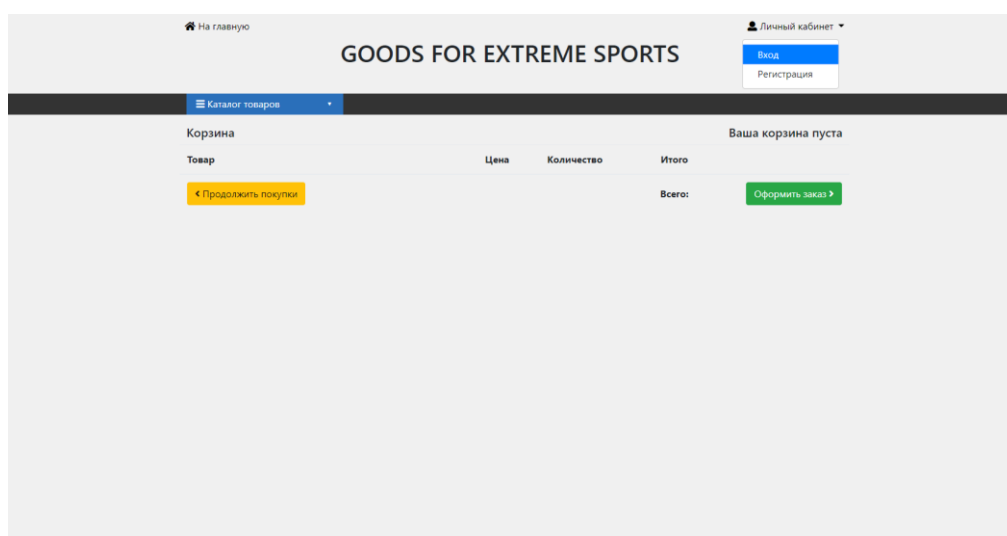 На главную
Личный кабинет
GOODS FOR EXTREME SPORTS
Вход
Регистрация
Каталог товаров
Корзина
Ваша корзина пуста
Товар Цена Количество Итого
Продолжить покупки Всего: Оформить заказ